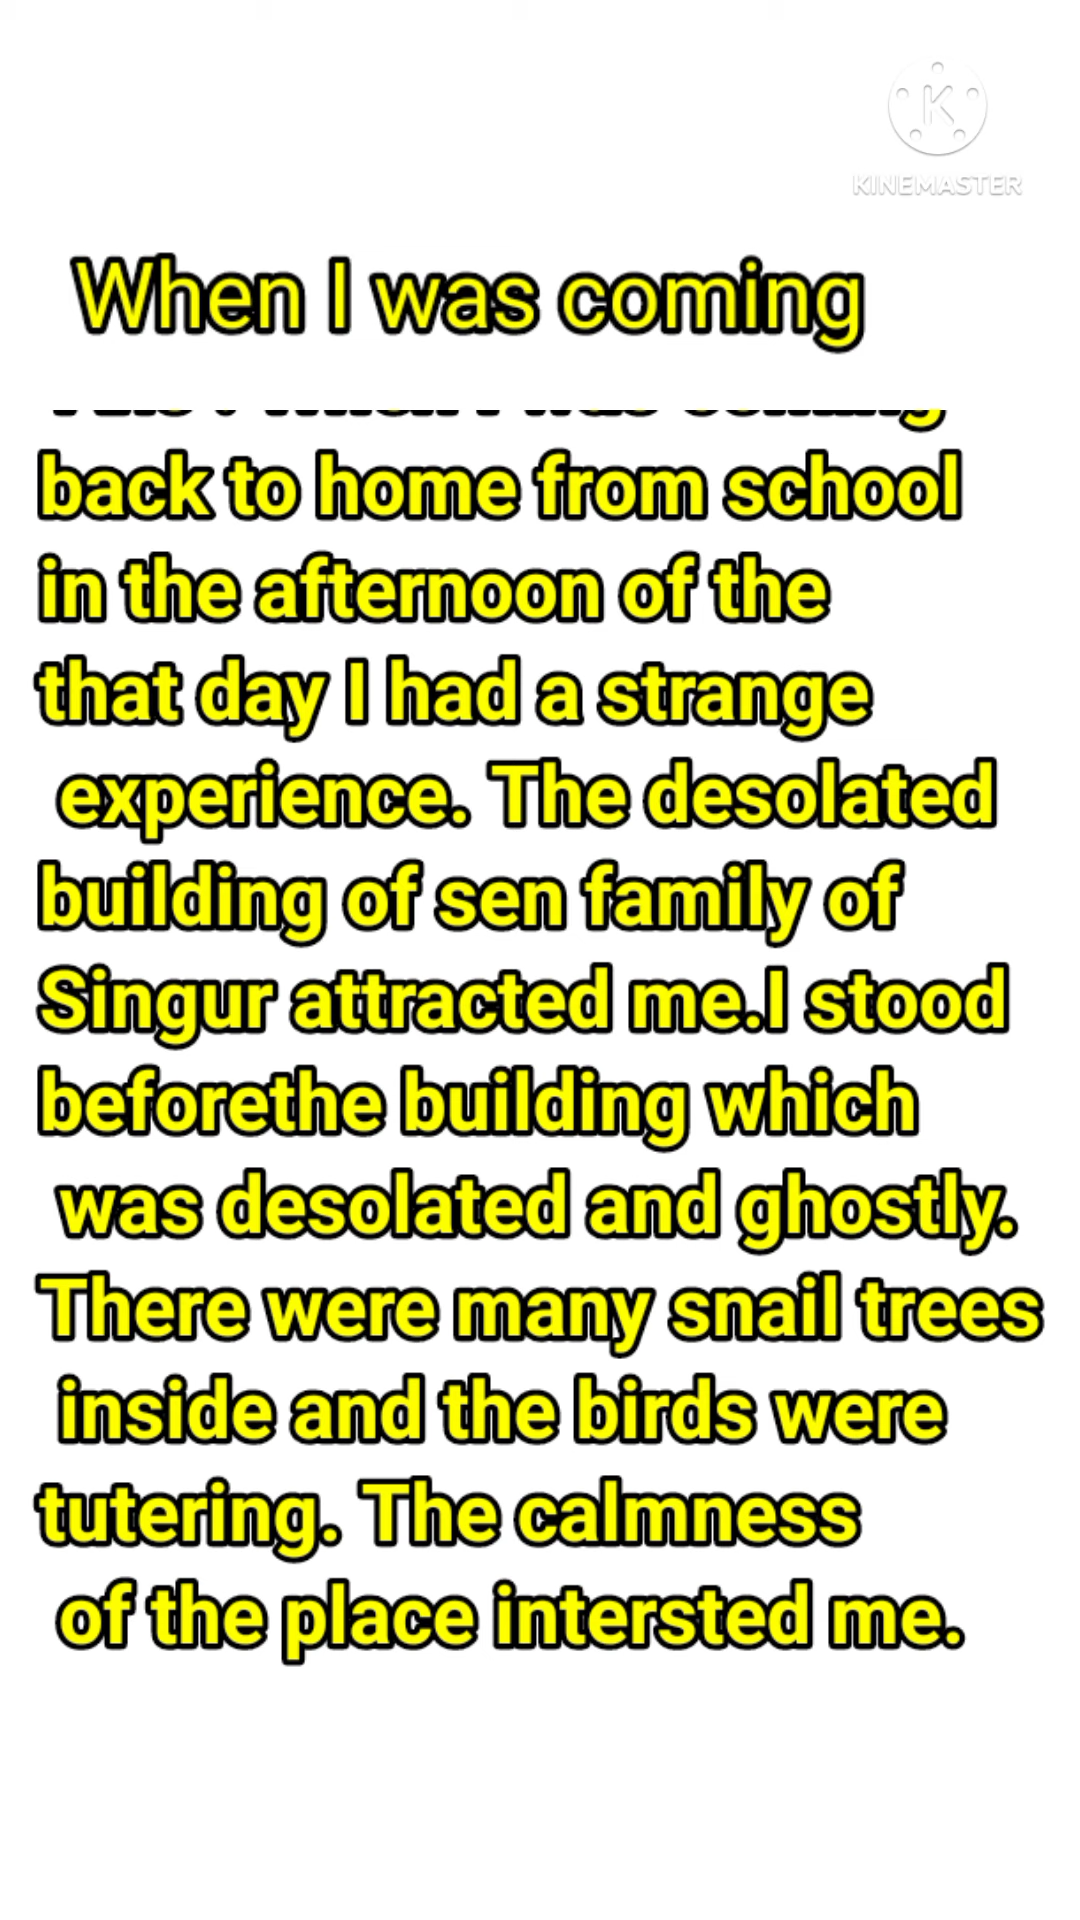 KINEMASTER
When I was coming
back to home from school
in the afternoon of the
that day I had a strange
experience. The desolated
building of sen family of
Singur attracted me.I stood
beforethe building which
was desolated and ghostly.
There were many snail trees
inside and the birds were
tutering. The calmness
of the place intersted me.